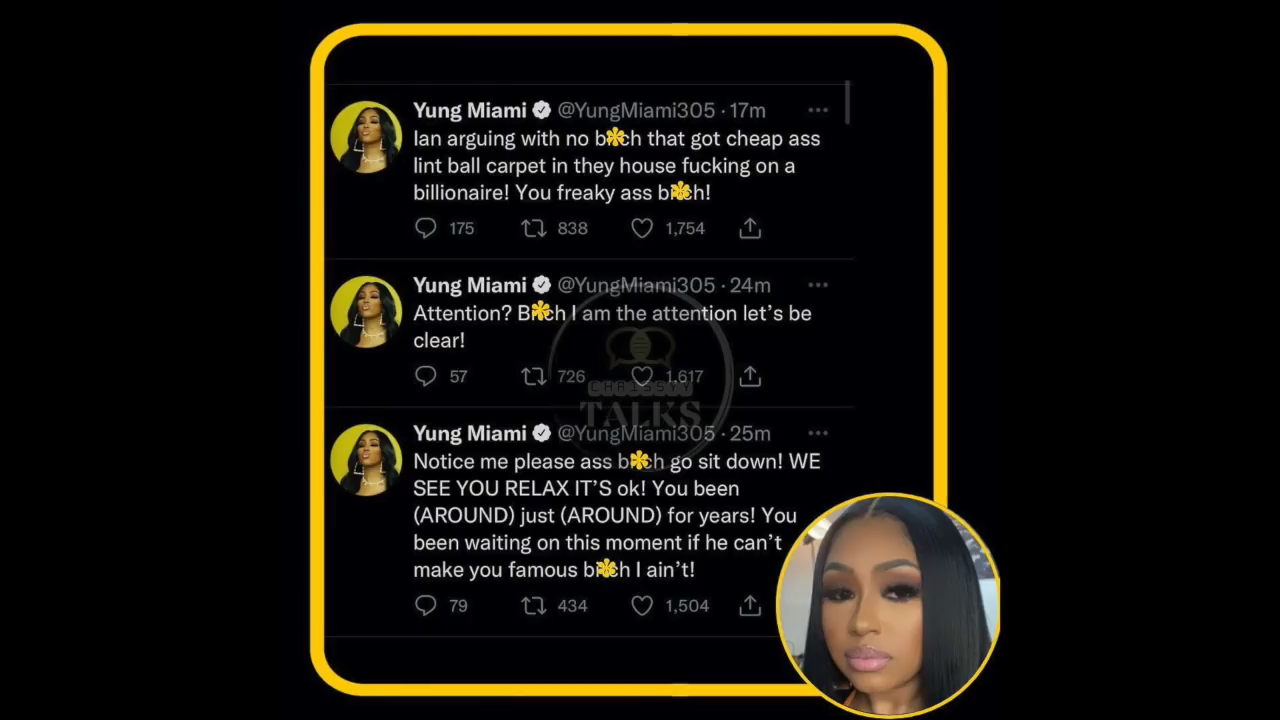 Yung Miami @YungMiami305 · 17m
Ian arguing with no b*ch that got cheap ass
lint ball carpet in they house fucking on a
billionaire! You freaky ass bi*ch!
175 838 1,754
Yung Miami @YungMiami305 · 24m
Attention? B*ch I am the attention let's be
clear!
57 726 1,617
CHRISSYY
TALKS
Yung Miami @YungMiami305 · 25m
Notice me please ass b*ch go sit down! WE
SEE YOU RELAX IT'S ok! You been
(AROUND) just (AROUND) for years! You
been waiting on this moment if he can't
make you famous bi*ch I ain't!
79 434 1,504